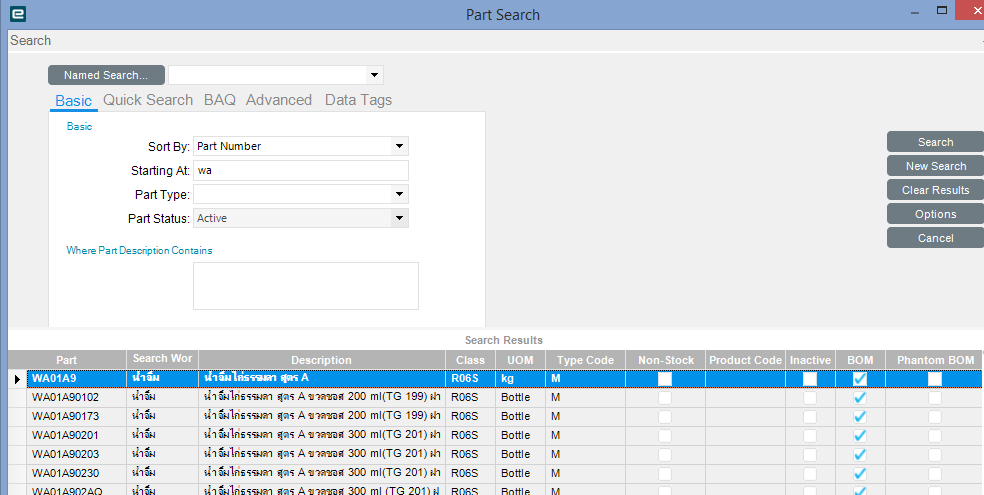 Part Search
Search
Named Search...
Basic Quick Search BAQ Advanced Data Tags
Basic
Sort By: Part Number
Starting At: wa
Part Type:
Part Status: Active
Where Part Description Contains
Search
New Search
Clear Results
Options
Cancel
Search Results
Part Search Wor Description Class UOM Type Code Non-Stock Product Code Inactive BOM Phantom BOM
WA01A9 น้ำจิ้ม น้ำจิ้มไก่ธรรมดา สูตร A R06S kg M
WA01A90102 น้ำจิ้ม น้ำจิ้มไก่ธรรมดา สูตร A ขวดซอส 200 ml(TG 199) ฝา R06S Bottle M
WA01A90173 น้ำจิ้ม น้ำจิ้มไก่ธรรมดา สูตร A ขวดซอส 200 ml(TG 199) ฝา R06S Bottle M
WA01A90201 น้ำจิ้ม น้ำจิ้มไก่ธรรมดา สูตร A ขวดซอส 300 ml(TG 201) ฝา R06S Bottle M
WA01A90203 น้ำจิ้ม น้ำจิ้มไก่ธรรมดา สูตร A ขวดซอส 300 ml(TG 201) ฝา R06S Bottle M
WA01A90230 น้ำจิ้ม น้ำจิ้มไก่ธรรมดา สูตร A ขวดซอส 300 ml(TG 201) ฝา R06S Bottle M
WA01A902AQ น้ำจิ้ม น้ำจิ้มไก่ธรรมดา สูตร A ขวดซอส 300 ml (TG 201) ฝ R06S Bottle M